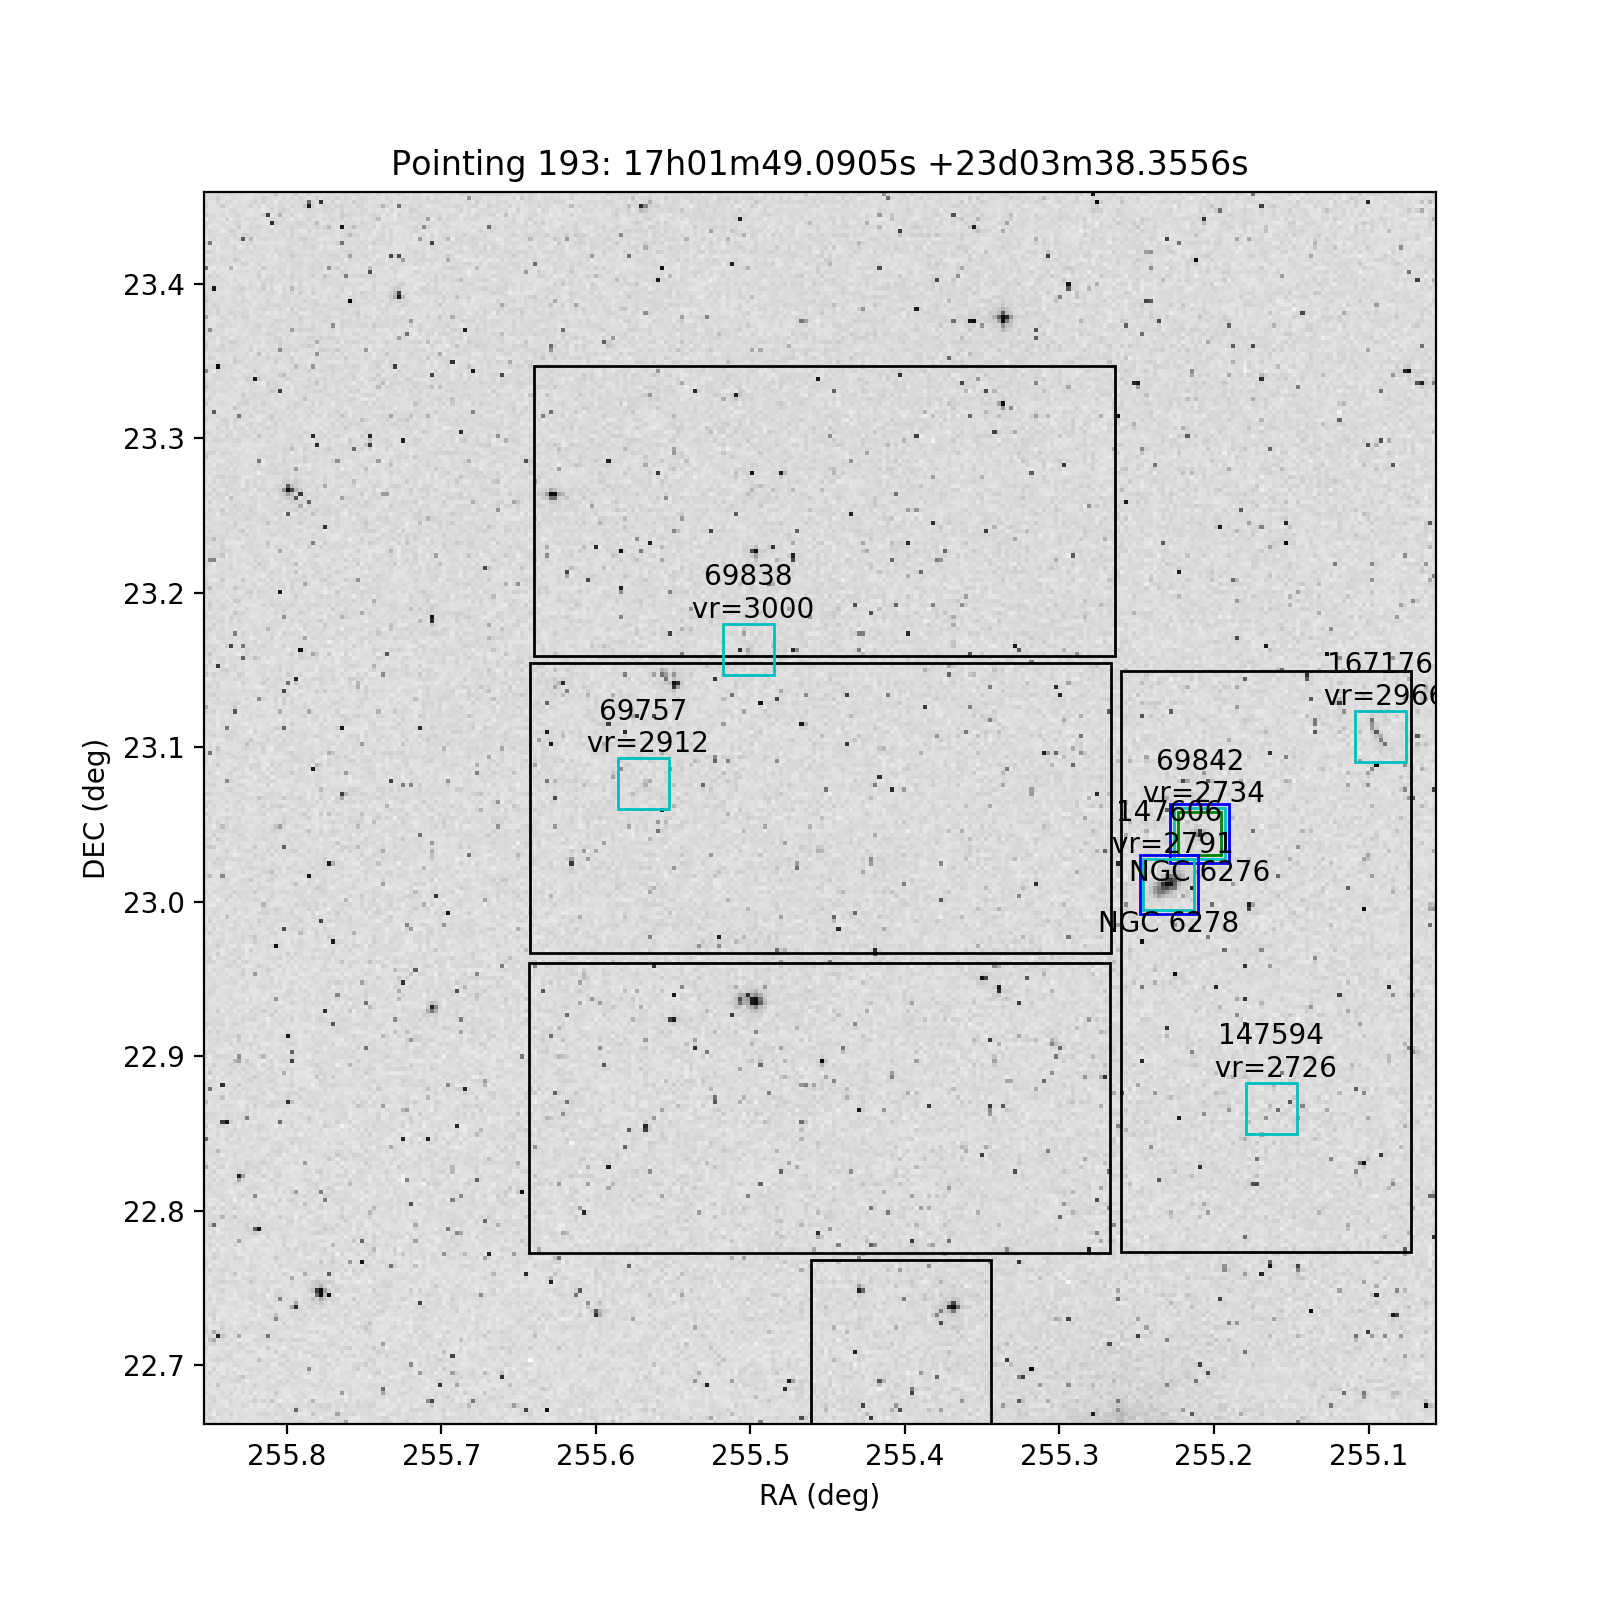 Pointing 193: 17h01m49.0905s +23d03m38.3556s
23.4
23.3
23.2
23.1
23.0
22.9
22.8
22.7
DEC (deg)
69838
vr=3000
69757
vr=2912
167176
vr=2966
69842
vr=2734
147606
vr=2791
NGC 6276
NGC 6278
147594
vr=2726
255.8
255.7
255.6
255.5
255.4
255.3
255.2
255.1
RA (deg)